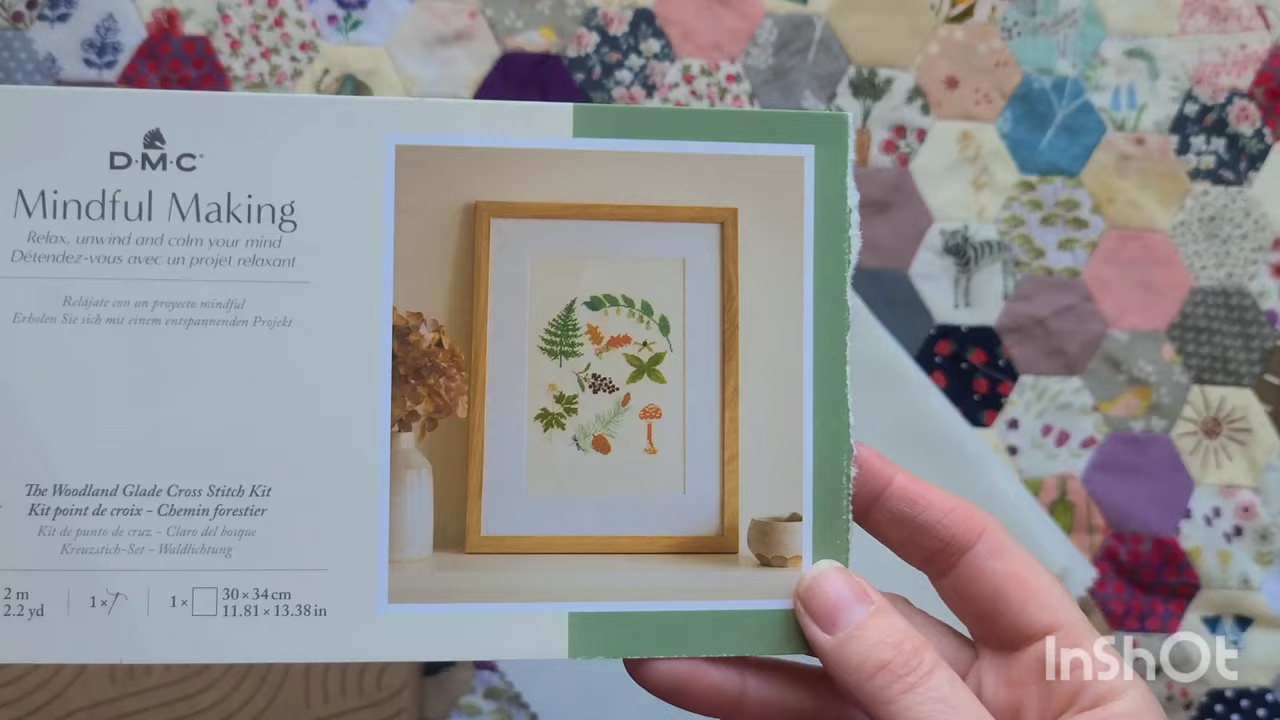 D·M·C®
Mindful Making
Relax, unwind and calm your mind
Détendez-vous avec un projet relaxant
Relájate con un proyecto mindful
Erholen Sie sich mit einem entspannenden Projekt
The Woodland Glade Cross Stitch Kit
Kit point de croix - Chemin forestier
Kit de punto de cruz - Claro del bosque
Kreuzstich-Set - Waldlichtung
2 m
2.2 yd
1 ×
1 ×
30 × 34 cm
11.81 × 13.38 in
InShOt